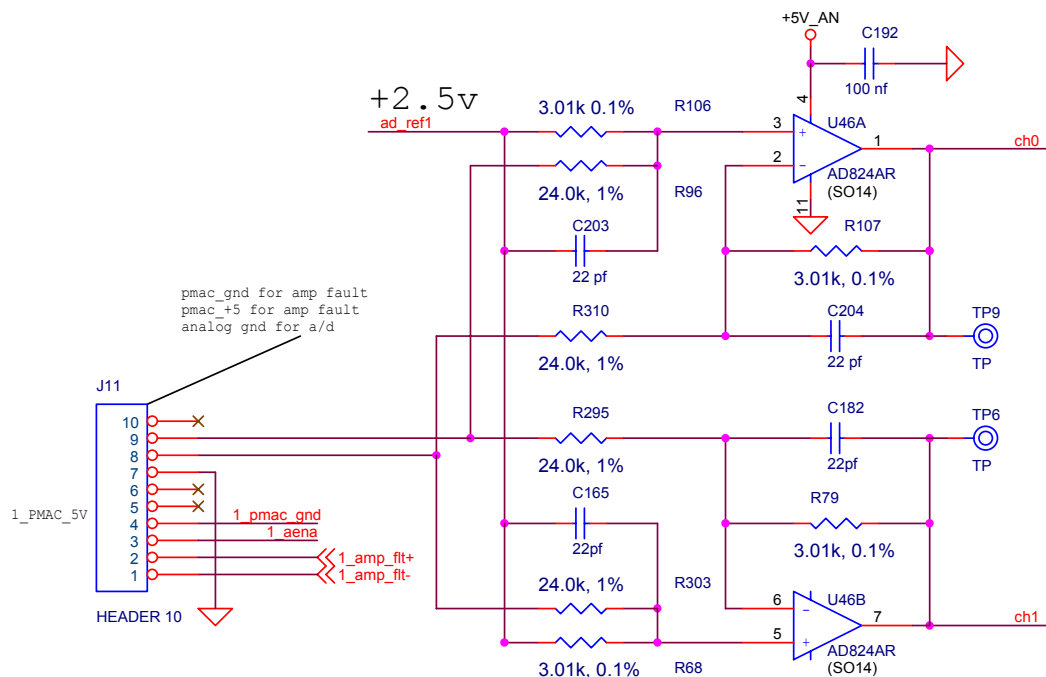 +5V_AN
C192
100 nf
+2.5v
ad_ref1
3.01k 0.1%
R106
4
3
+
U46A
1
ch0
2
-
AD824AR
(SO14)
24.0k, 1%
R96
11
C203
22 pf
R107
3.01k, 0.1%
pmac_gnd for amp fault
pmac_+5 for amp fault
analog gnd for a/d
R310
24.0k, 1%
C204
22 pf
TP9
TP
J11
10
9
8
7
6
5
4
3
2
1
1_PMAC_5V
1_pmac_gnd
1_aena
1_amp_flt+
1_amp_flt-
HEADER 10
R295
24.0k, 1%
C182
22pf
TP6
TP
C165
22pf
R79
3.01k, 0.1%
24.0k, 1%
R303
6
-
U46B
7
ch1
5
+
AD824AR
(SO14)
3.01k, 0.1%
R68